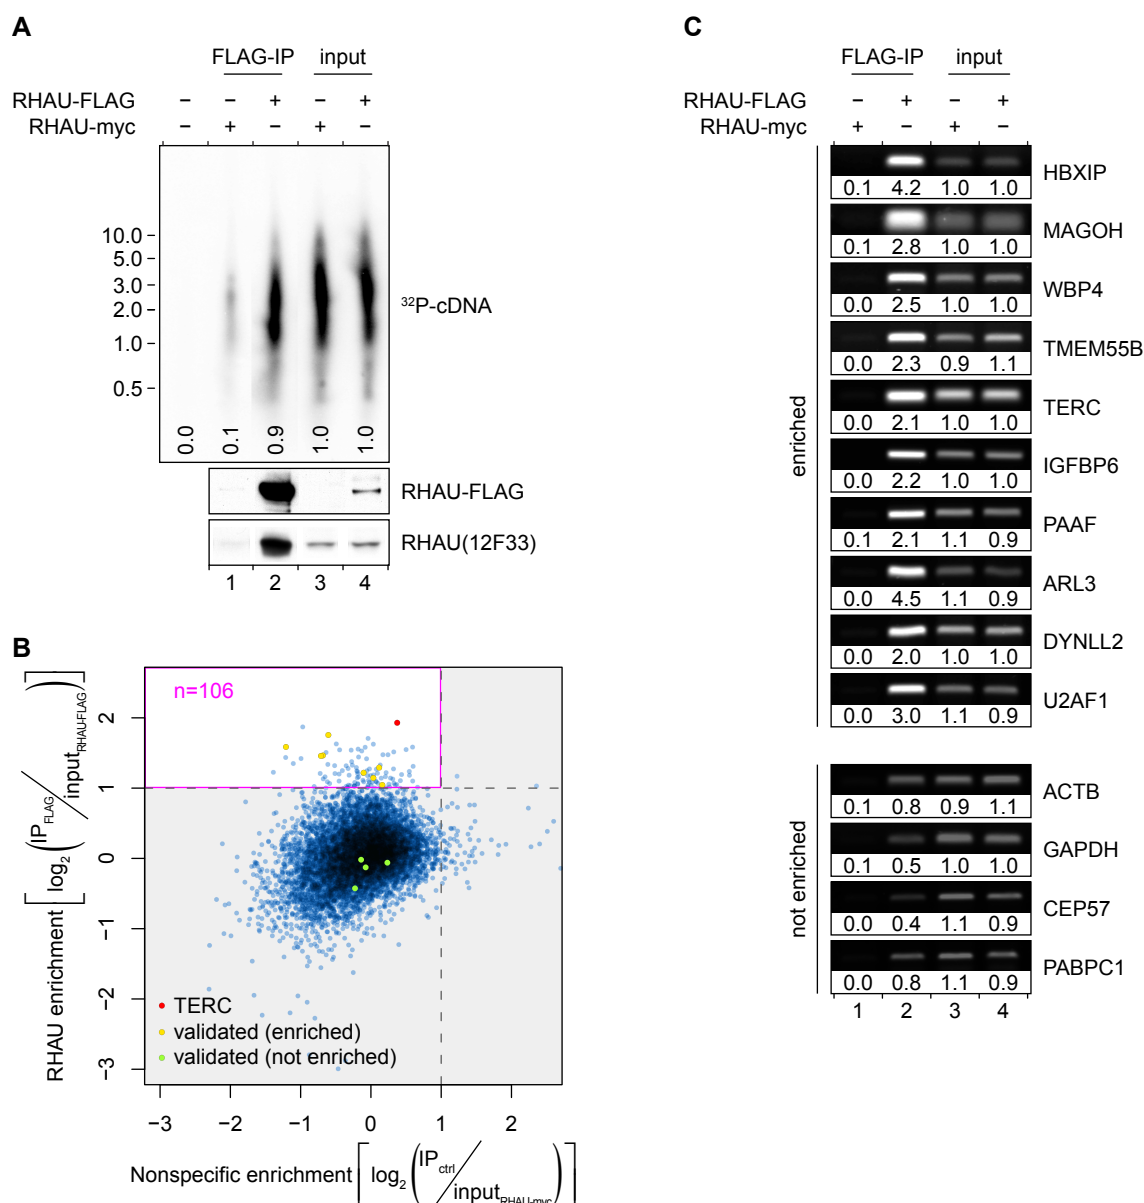 A
FLAG-IP input
RHAU-FLAG – – + – +
RHAU-myc – + – + –
10.0
5.0
3.0
2.0
1.0
0.5
³²P-cDNA
0.0 0.1 0.9 1.0 1.0
RHAU-FLAG
RHAU(12F33)
1 2 3 4
B
n=106
RHAU enrichment [log₂(IP_FLAG/input_RHAU-FLAG)]
2
1
0
−1
−2
−3
TERC
validated (enriched)
validated (not enriched)
−3 −2 −1 0 1 2
Nonspecific enrichment [log₂(IP_ctrl/input_RHAU-myc)]
C
FLAG-IP input
RHAU-FLAG – + – +
RHAU-myc + – + –
enriched
HBXIP
0.1 4.2 1.0 1.0
MAGOH
0.1 2.8 1.0 1.0
WBP4
0.0 2.5 1.0 1.0
TMEM55B
0.0 2.3 0.9 1.1
TERC
0.0 2.1 1.0 1.0
IGFBP6
0.0 2.2 1.0 1.0
PAAF
0.1 2.1 1.1 0.9
ARL3
0.0 4.5 1.1 0.9
DYNLL2
0.0 2.0 1.0 1.0
U2AF1
0.0 3.0 1.1 0.9
not enriched
ACTB
0.1 0.8 0.9 1.1
GAPDH
0.1 0.5 1.0 1.0
CEP57
0.0 0.4 1.1 0.9
PABPC1
0.0 0.8 1.1 0.9
1 2 3 4